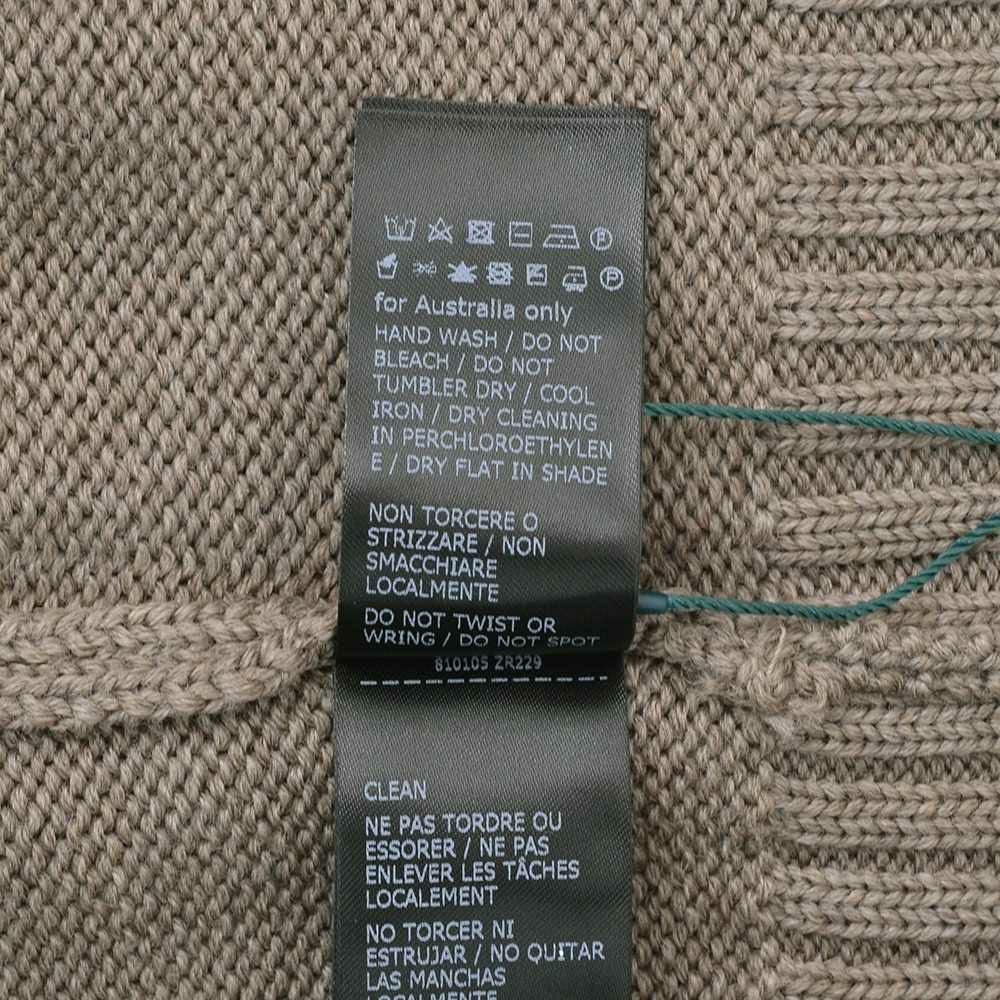 for Australia only
HAND WASH / DO NOT
BLEACH / DO NOT
TUMBLER DRY / COOL
IRON / DRY CLEANING
IN PERCHLOROETHYLEN
E / DRY FLAT IN SHADE
NON TORCERE O
STRIZZARE / NON
SMACCHIARE
LOCALMENTE
DO NOT TWIST OR
WRING / DO NOT SPOT
810105 ZR229
CLEAN
NE PAS TORDRE OU
ESSORER / NE PAS
ENLEVER LES TÂCHES
LOCALEMENT
NO TORCER NI
ESTRUJAR / NO QUITAR
LAS MANCHAS
LOCALMENTE